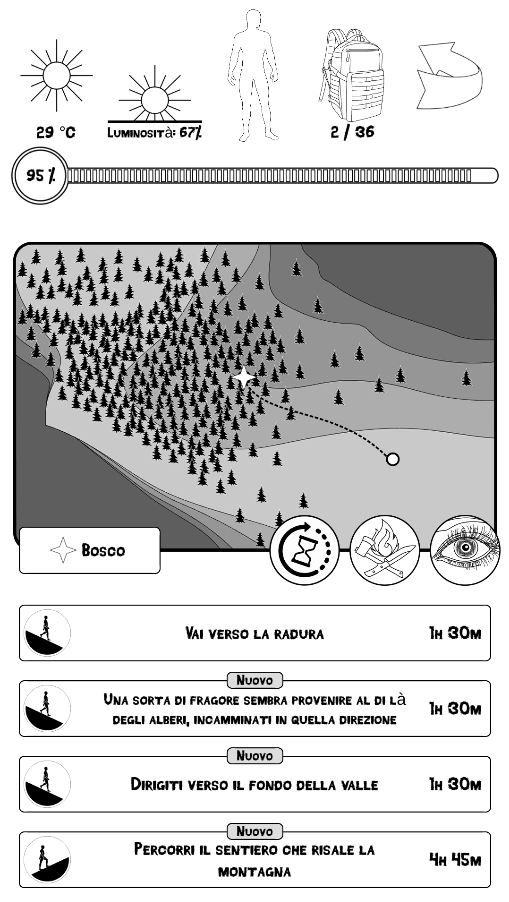 29 °C
Luminosità: 67%
2 / 36
95 %
Bosco
Vai verso la radura
1h 30m
Nuovo
Una sorta di fragore sembra provenire al di là
degli alberi, incamminati in quella direzione
1h 30m
Nuovo
Dirigiti verso il fondo della valle
1h 30m
Nuovo
Percorri il sentiero che risale la
montagna
4h 45m